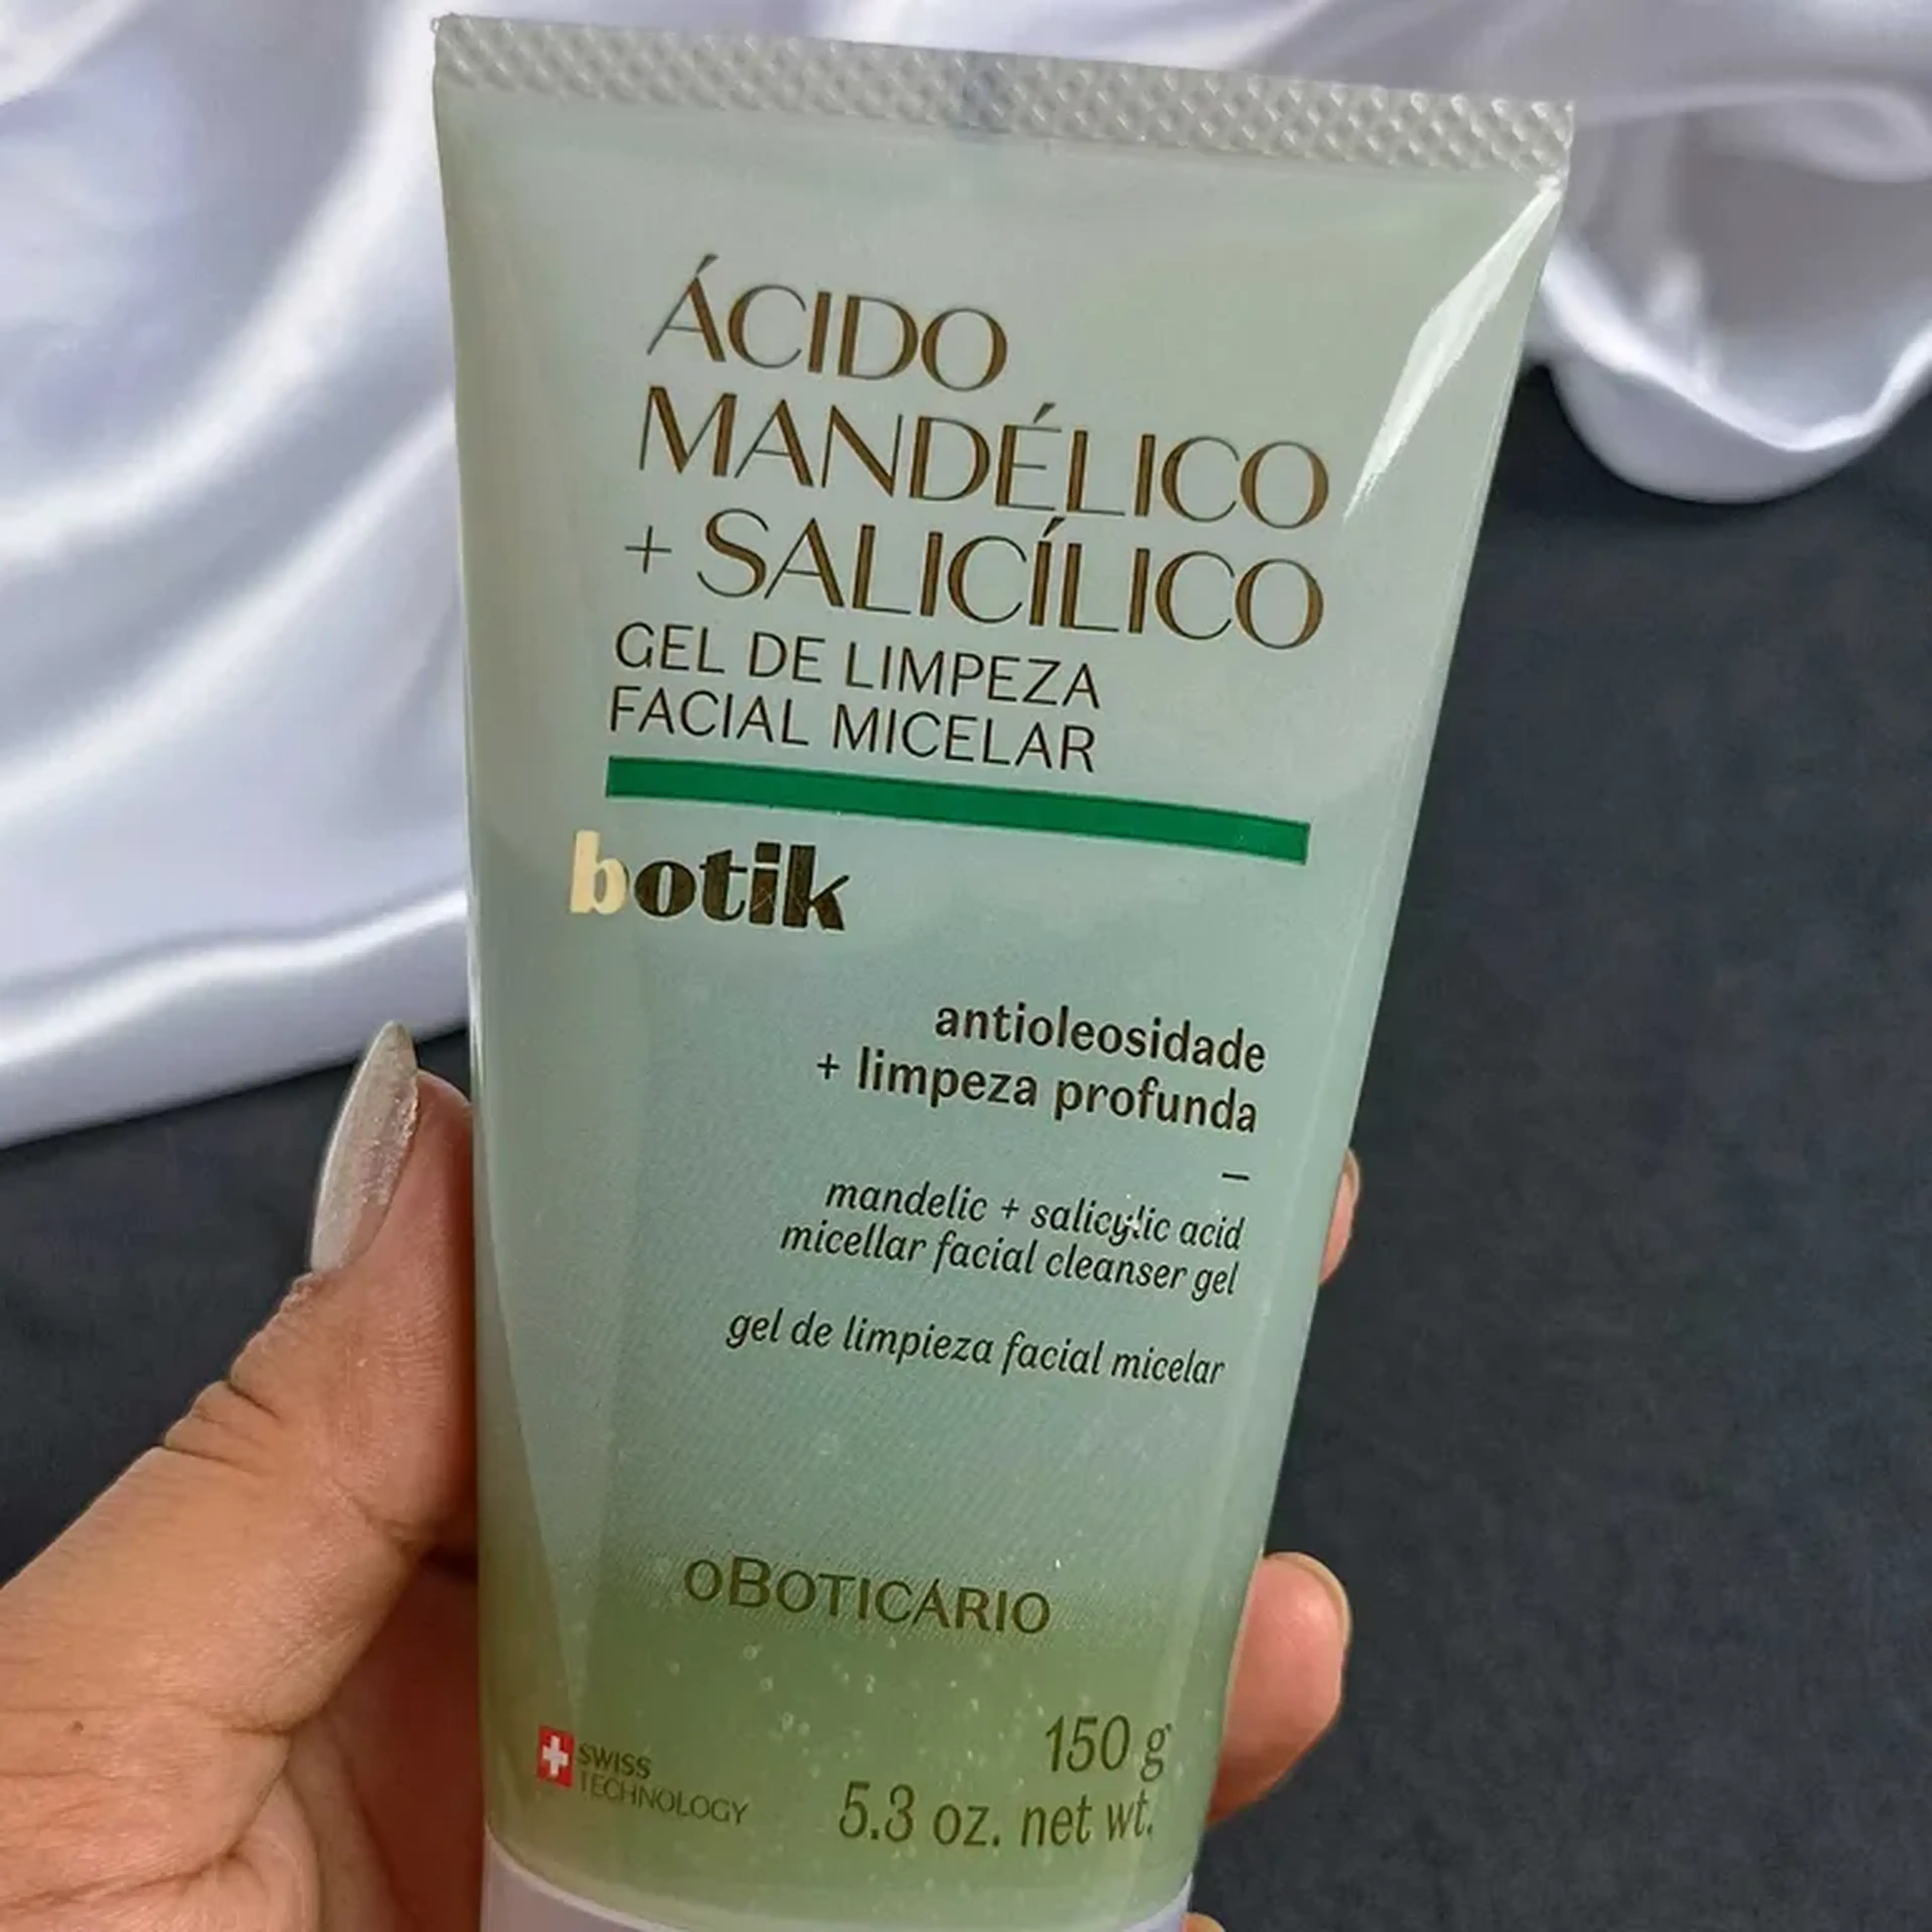 ÁCIDO
MANDÉLICO
+ SALICÍLICO
GEL DE LIMPEZA
FACIAL MICELAR
botik
antioleosidade
+ limpeza profunda
—
mandelic + salicylic acid
micellar facial cleanser gel
gel de limpieza facial micelar
oBOTICÁRIO
SWISS
TECHNOLOGY
150 g
5.3 oz. net wt.